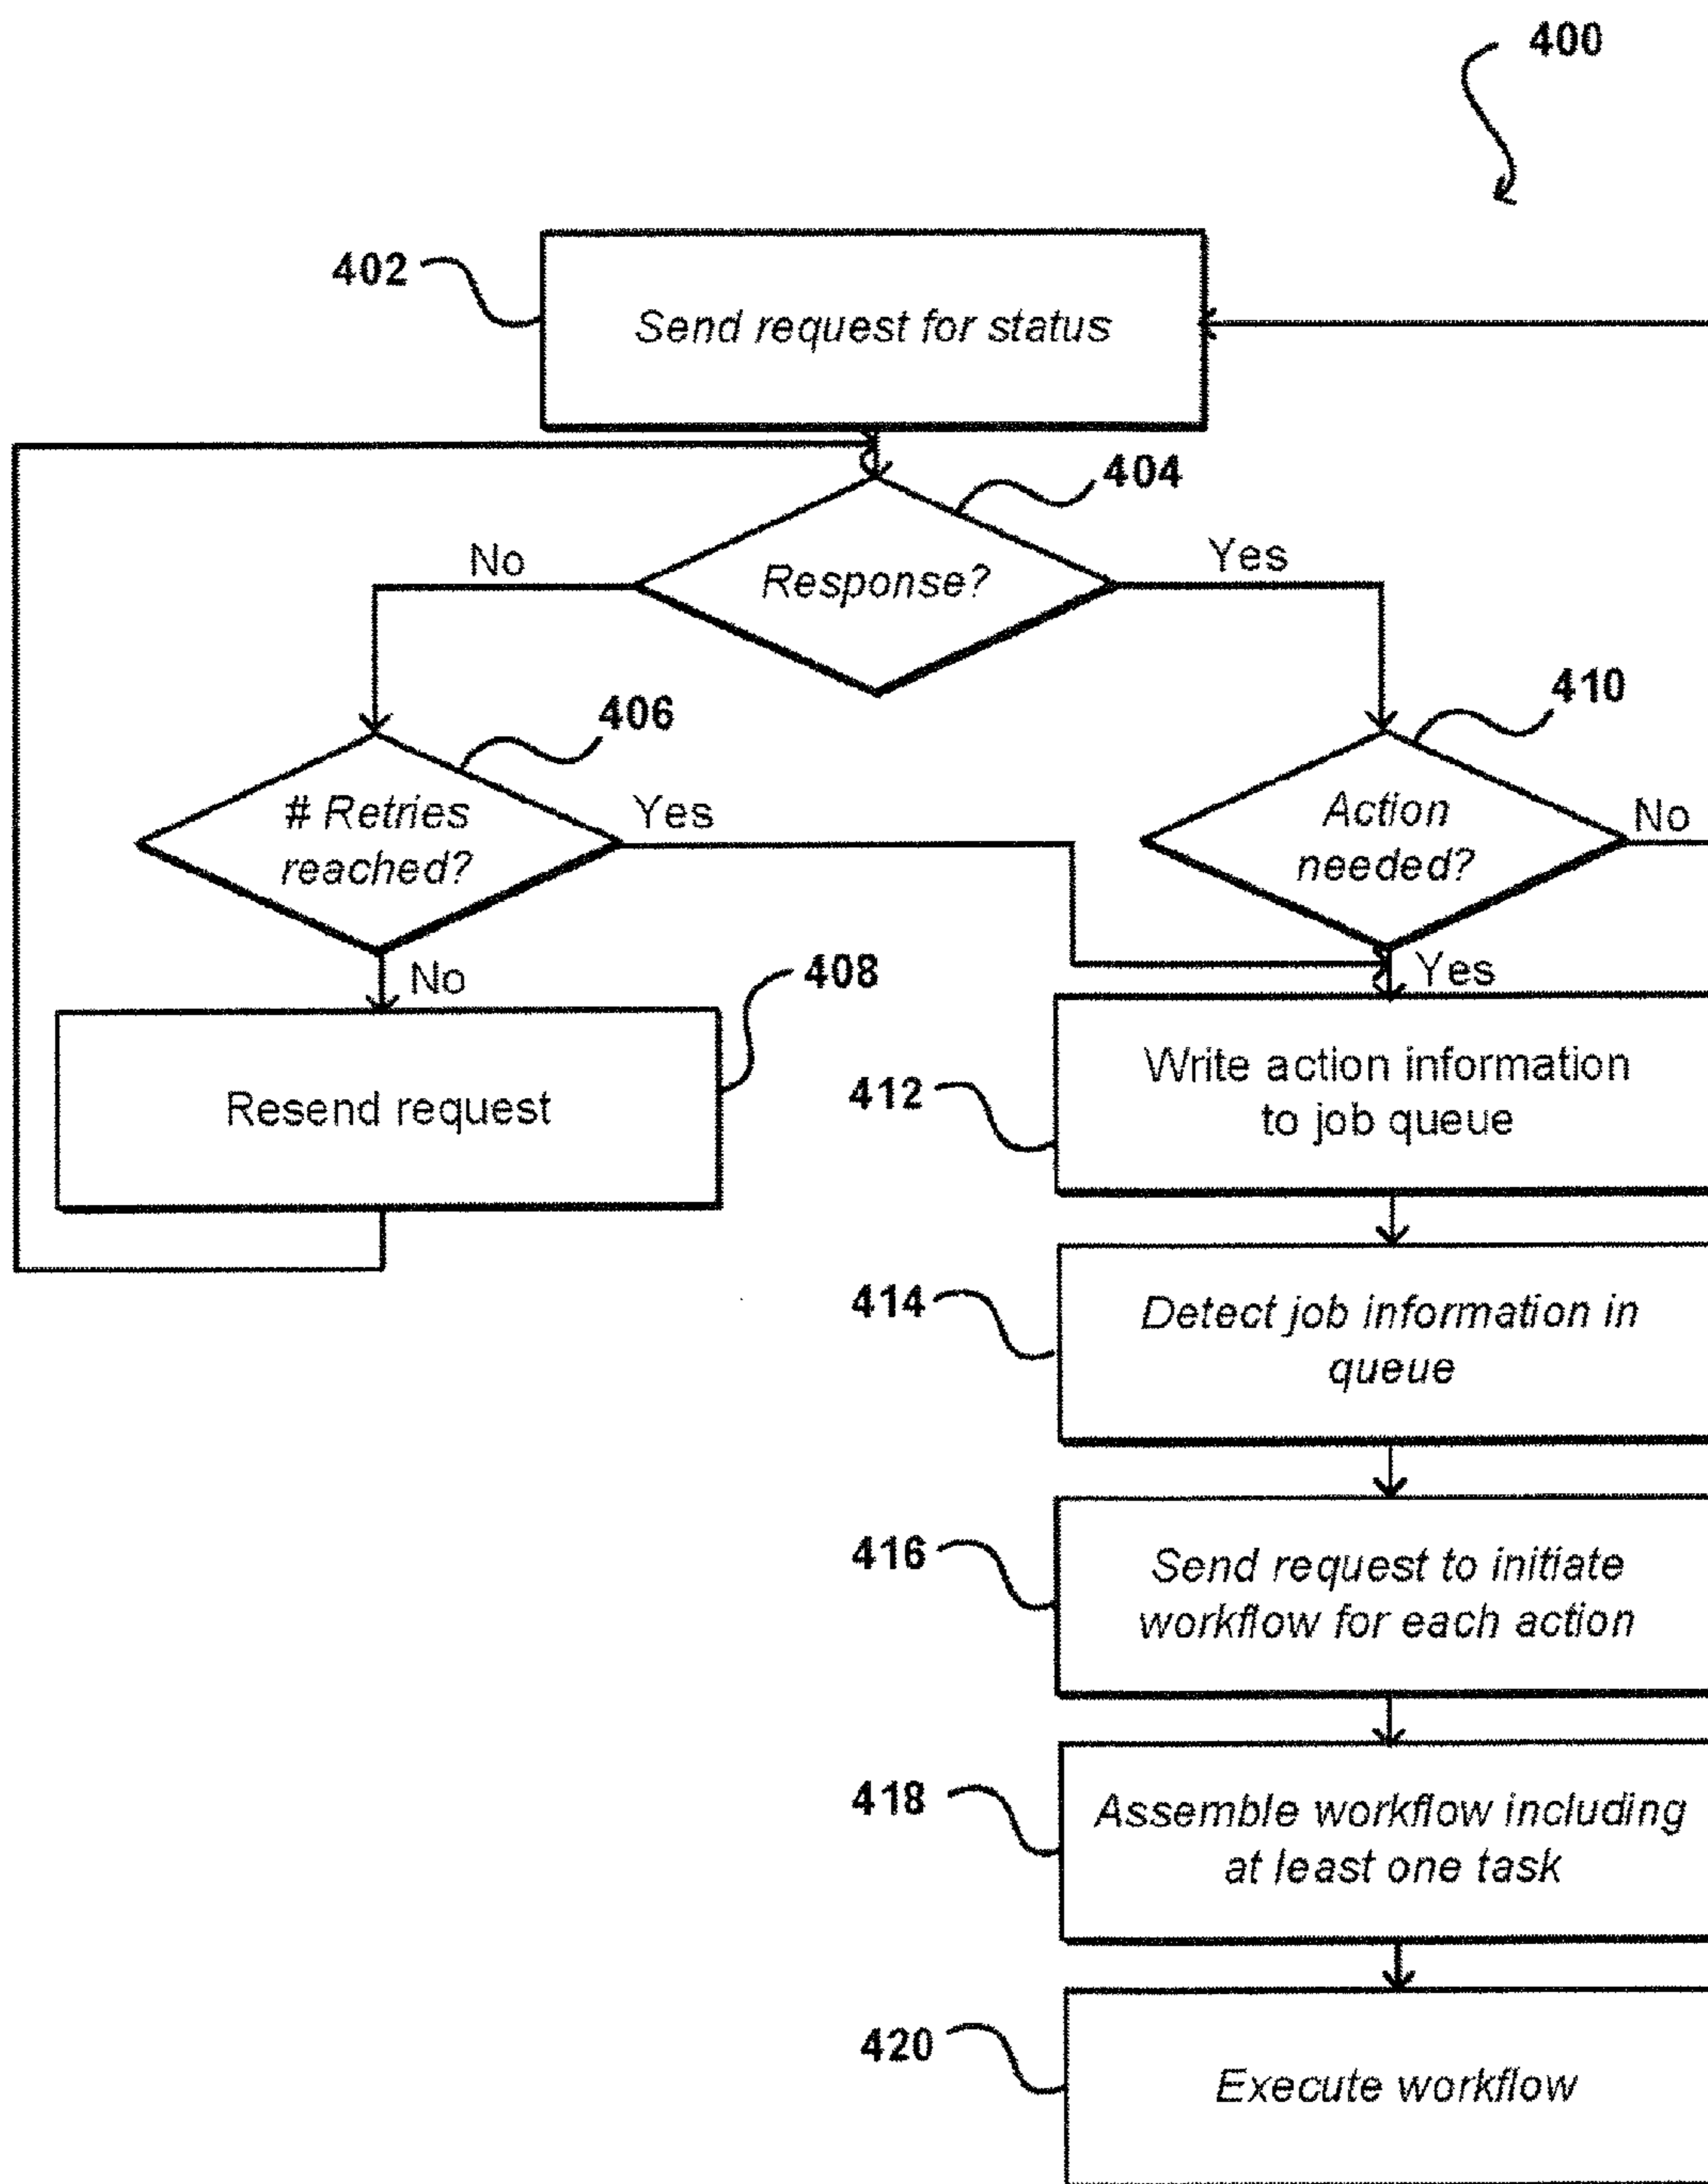 400
402
Send request for status
404
No
Response?
Yes
406
410
# Retries
reached?
Yes
Action
needed?
No
No
Yes
408
Resend request
412
Write action information
to job queue
414
Detect job information in
queue
416
Send request to initiate
workflow for each action
418
Assemble workflow including
at least one task
420
Execute workflow